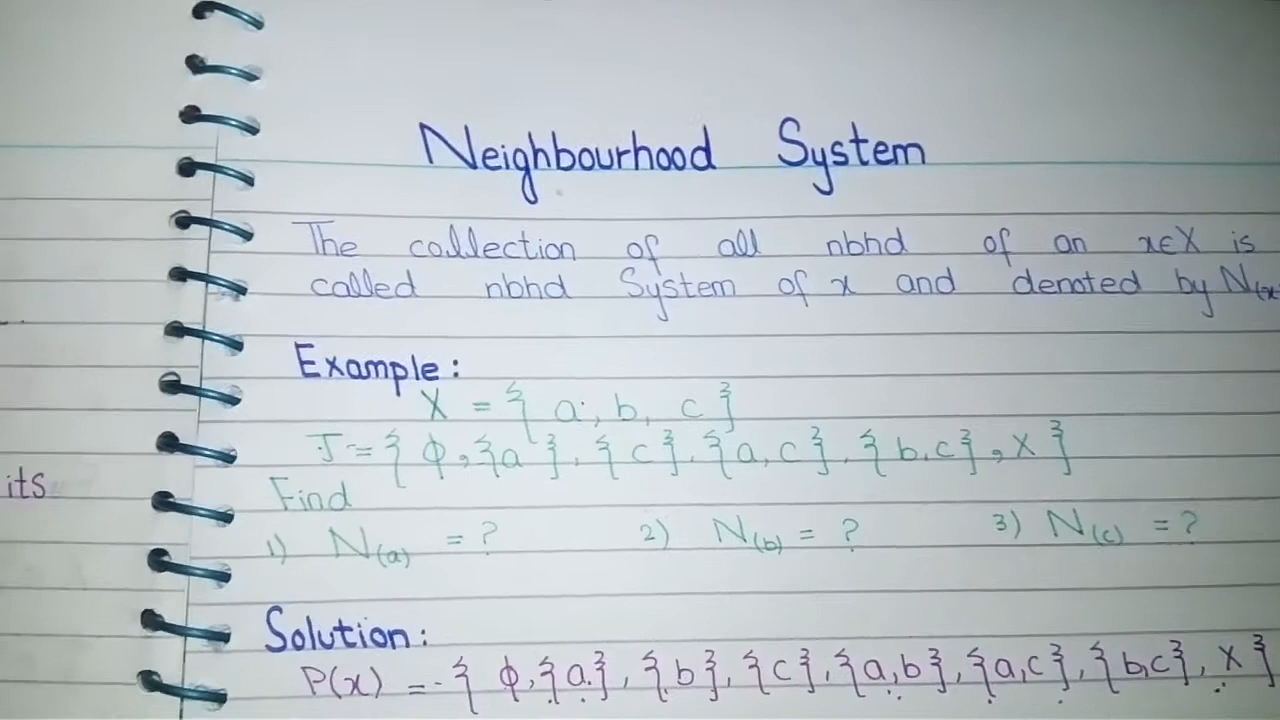 Neighbourhood System
The collection of all nbhd of an x∈X is
called nbhd System of x and denoted by N(x
Example:
X = { a, b, c }
J = { ϕ, {a}, {c}, {a, c}, {b, c}, X }
its
Find
1) N(a) = ? 2) N(b) = ? 3) N(c) = ?
Solution:
P(x) = { ϕ, {a}, {b}, {c}, {a, b}, {a, c}, {b, c}, X }